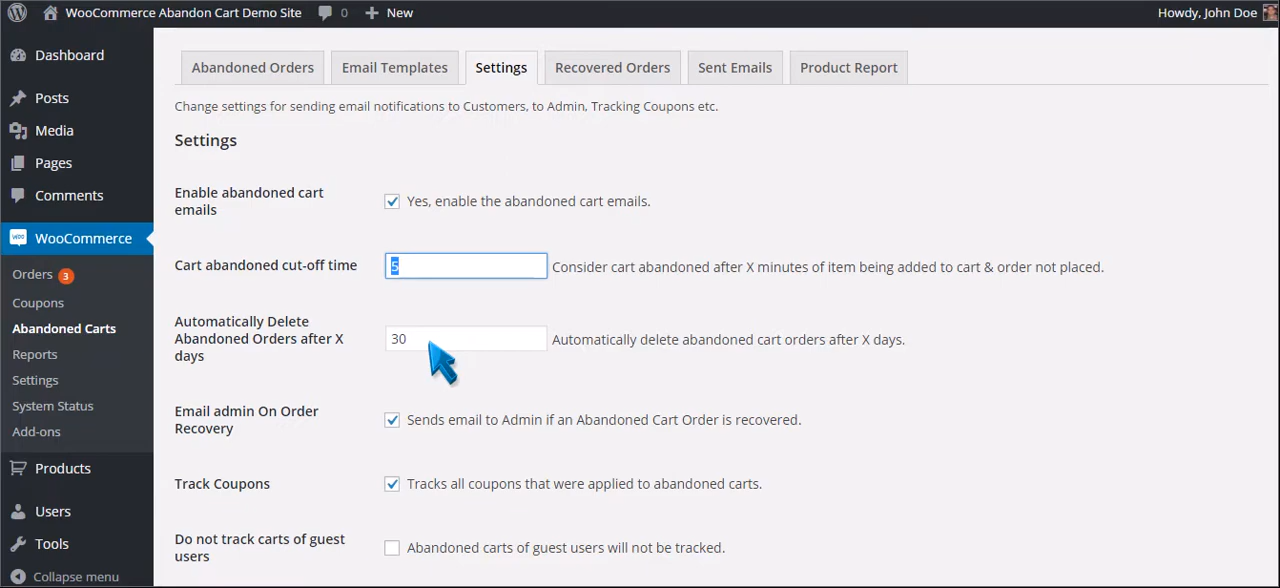 WooCommerce Abandon Cart Demo Site 0 New Howdy, John Doe
Dashboard
Posts
Media
Pages
Comments
WooCommerce
Orders 3
Coupons
Abandoned Carts
Reports
Settings
System Status
Add-ons
Products
Users
Tools
Collapse menu
Abandoned Orders Email Templates Settings Recovered Orders Sent Emails Product Report
Change settings for sending email notifications to Customers, to Admin, Tracking Coupons etc.
Settings
Enable abandoned cart
emails
Yes, enable the abandoned cart emails.
Cart abandoned cut-off time
5 Consider cart abandoned after X minutes of item being added to cart & order not placed.
Automatically Delete
Abandoned Orders after X
days
30 Automatically delete abandoned cart orders after X days.
Email admin On Order
Recovery
Sends email to Admin if an Abandoned Cart Order is recovered.
Track Coupons
Tracks all coupons that were applied to abandoned carts.
Do not track carts of guest
users
Abandoned carts of guest users will not be tracked.